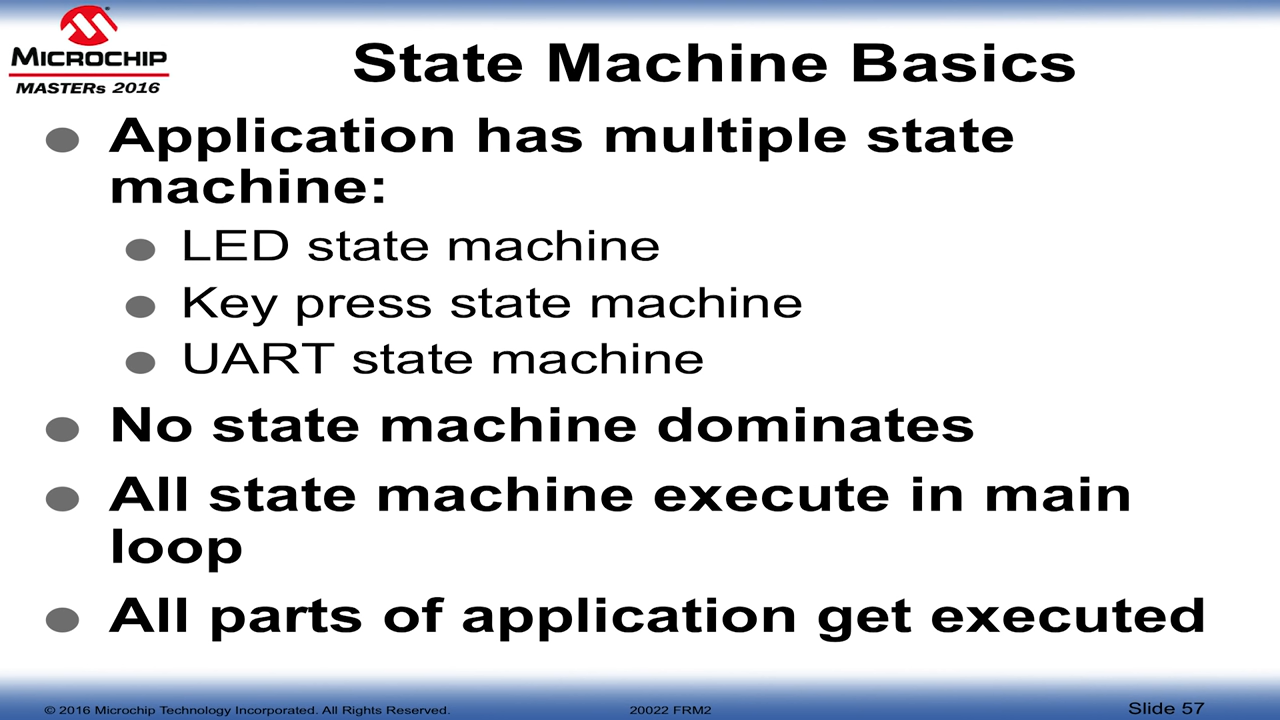 MICROCHIP
MASTERs 2016
State Machine Basics
Application has multiple state
machine:
LED state machine
Key press state machine
UART state machine
No state machine dominates
All state machine execute in main
loop
All parts of application get executed
© 2016 Microchip Technology Incorporated. All Rights Reserved.
20022 FRM2
Slide 57